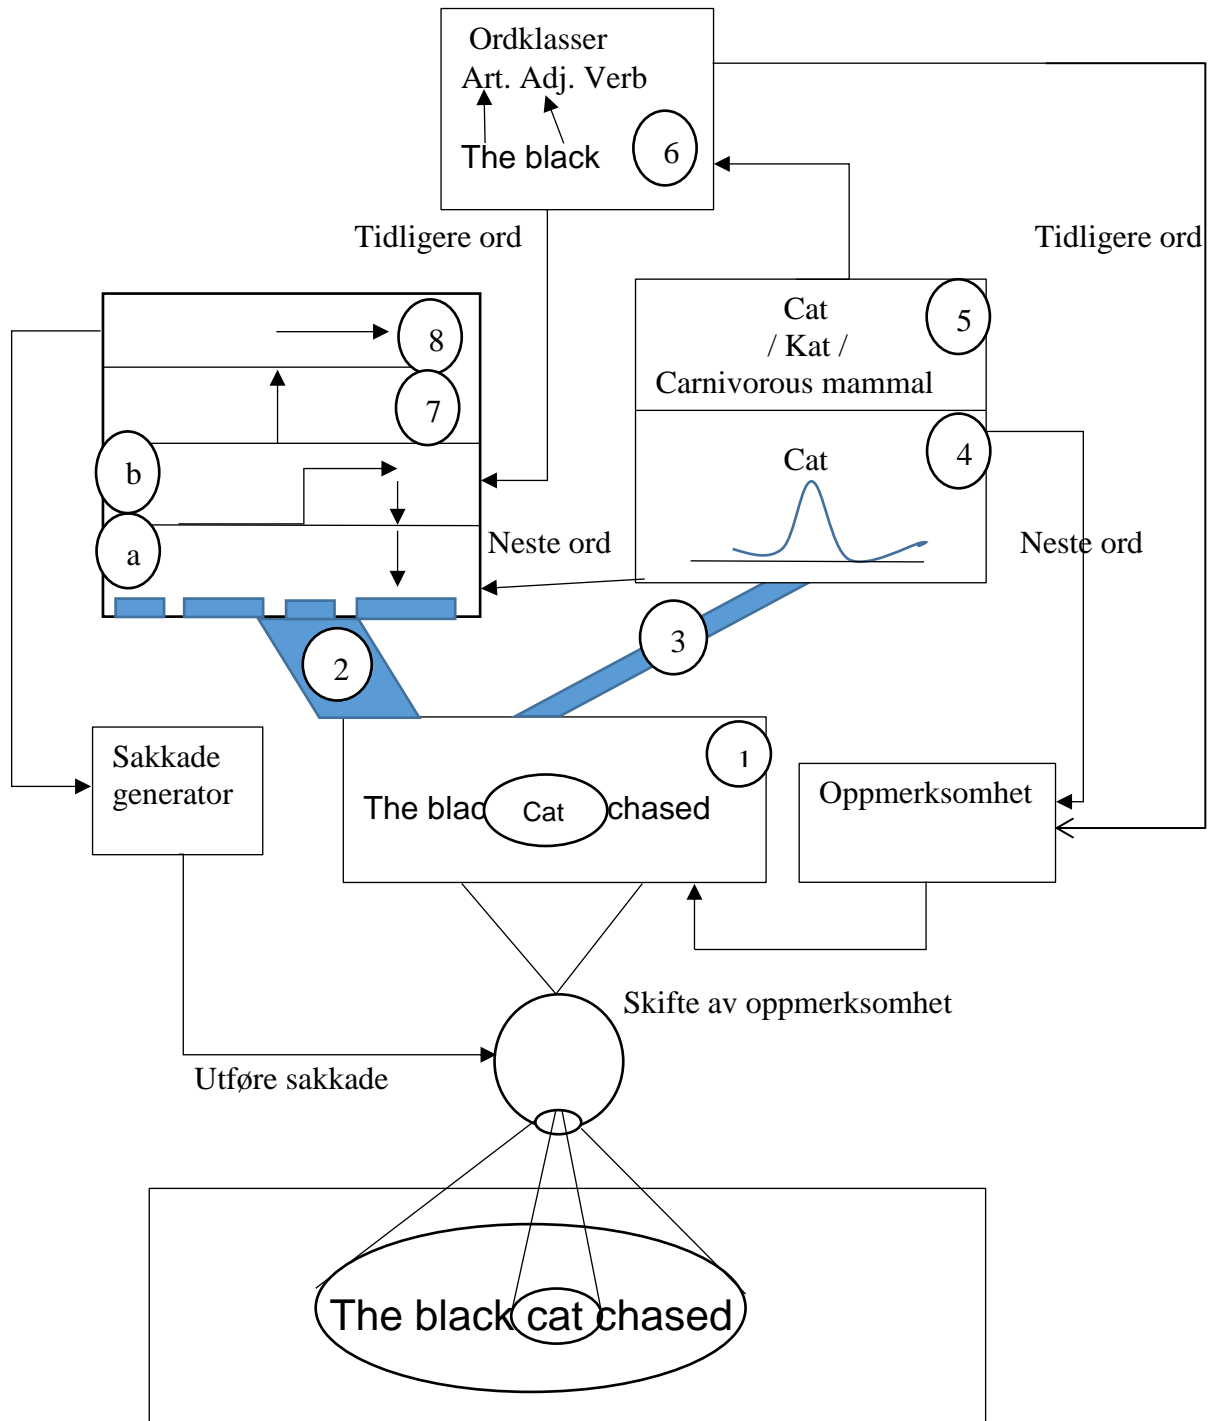 Ordklasser
Art. Adj. Verb
The black
6
Tidligere ord
Tidligere ord
8
7
b
a
Cat
/ Kat /
Carnivorous mammal
5
4
Cat
Neste ord
Neste ord
2
3
1
Sakkade
generator
The blac Cat chased
Oppmerksomhet
Skifte av oppmerksomhet
Utføre sakkade
The black cat chased